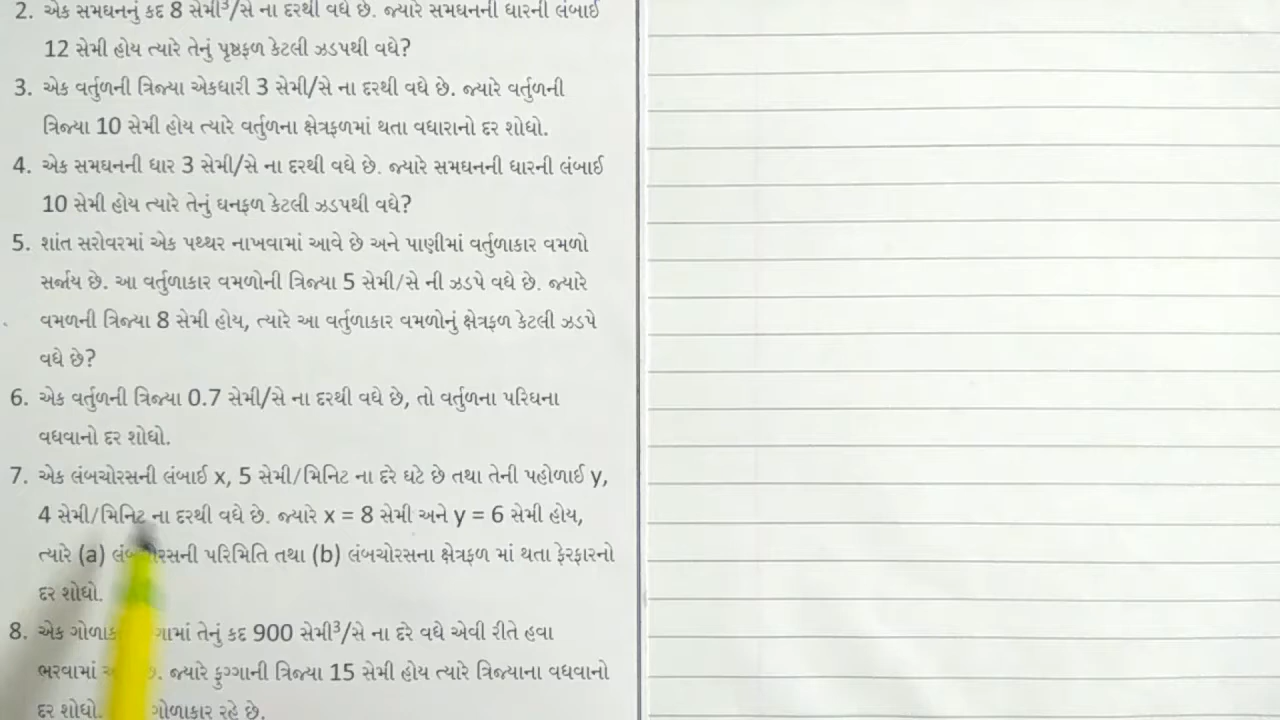 2. એક સમઘનનું કદ 8 સેમી³/સે ના દરથી વધે છે. જ્યારે સમઘનની ધારની લંબાઈ
12 સેમી હોય ત્યારે તેનું પૃષ્ઠફળ કેટલી ઝડપથી વધે?
3. એક વર્તુળની ત્રિજ્યા એકધારી 3 સેમી/સે ના દરથી વધે છે. જ્યારે વર્તુળની
ત્રિજ્યા 10 સેમી હોય ત્યારે વર્તુળના ક્ષેત્રફળમાં થતા વધારાનો દર શોધો.
4. એક સમઘનની ધાર 3 સેમી/સે ના દરથી વધે છે. જ્યારે સમઘનની ધારની લંબાઈ
10 સેમી હોય ત્યારે તેનું ઘનફળ કેટલી ઝડપથી વધે?
5. શાંત સરોવરમાં એક પથ્થર નાખવામાં આવે છે અને પાણીમાં વર્તુળાકાર વમળો
સર્જાય છે. આ વર્તુળાકાર વમળોની ત્રિજ્યા 5 સેમી/સે ની ઝડપે વધે છે. જ્યારે
વમળની ત્રિજ્યા 8 સેમી હોય, ત્યારે આ વર્તુળાકાર વમળોનું ક્ષેત્રફળ કેટલી ઝડપે
વધે છે?
6. એક વર્તુળની ત્રિજ્યા 0.7 સેમી/સે ના દરથી વધે છે, તો વર્તુળના પરિઘના
વધવાનો દર શોધો.
7. એક લંબચોરસની લંબાઈ x, 5 સેમી/મિનિટ ના દરે ઘટે છે તથા તેની પહોળાઈ y,
4 સેમી/મિનિટ ના દરથી વધે છે. જ્યારે x = 8 સેમી અને y = 6 સેમી હોય,
ત્યારે (a) લંબચોરસની પરિમિતિ તથા (b) લંબચોરસના ક્ષેત્રફળ માં થતા ફેરફારનો
દર શોધો.
8. એક તેનું કદ 900 સેમી³/સે ના દરે વધે એવી રીતે હવા
ભરવામાં છે. જ્યારે ફુગ્ગાની ત્રિજ્યા 15 સેમી હોય ત્યારે ત્રિજ્યાના વધવાનો
દર શોધો. ગોળાકાર રહે છે.